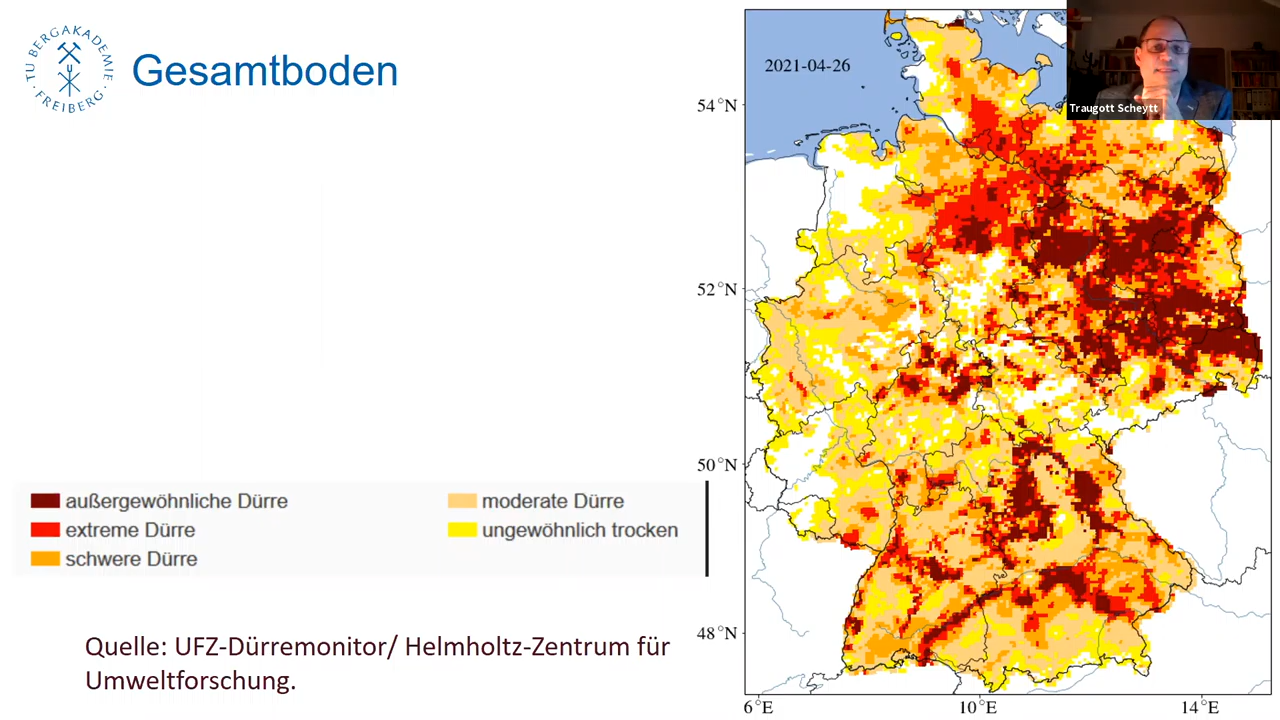 TU BERGAKADEMIE
FREIBERG
Gesamtboden
2021-04-26
Traugott Scheytt
54°N
52°N
50°N
48°N
6°E
10°E
14°E
außergewöhnliche Dürre
extreme Dürre
schwere Dürre
moderate Dürre
ungewöhnlich trocken
Quelle: UFZ-Dürremonitor/ Helmholtz-Zentrum für
Umweltforschung.